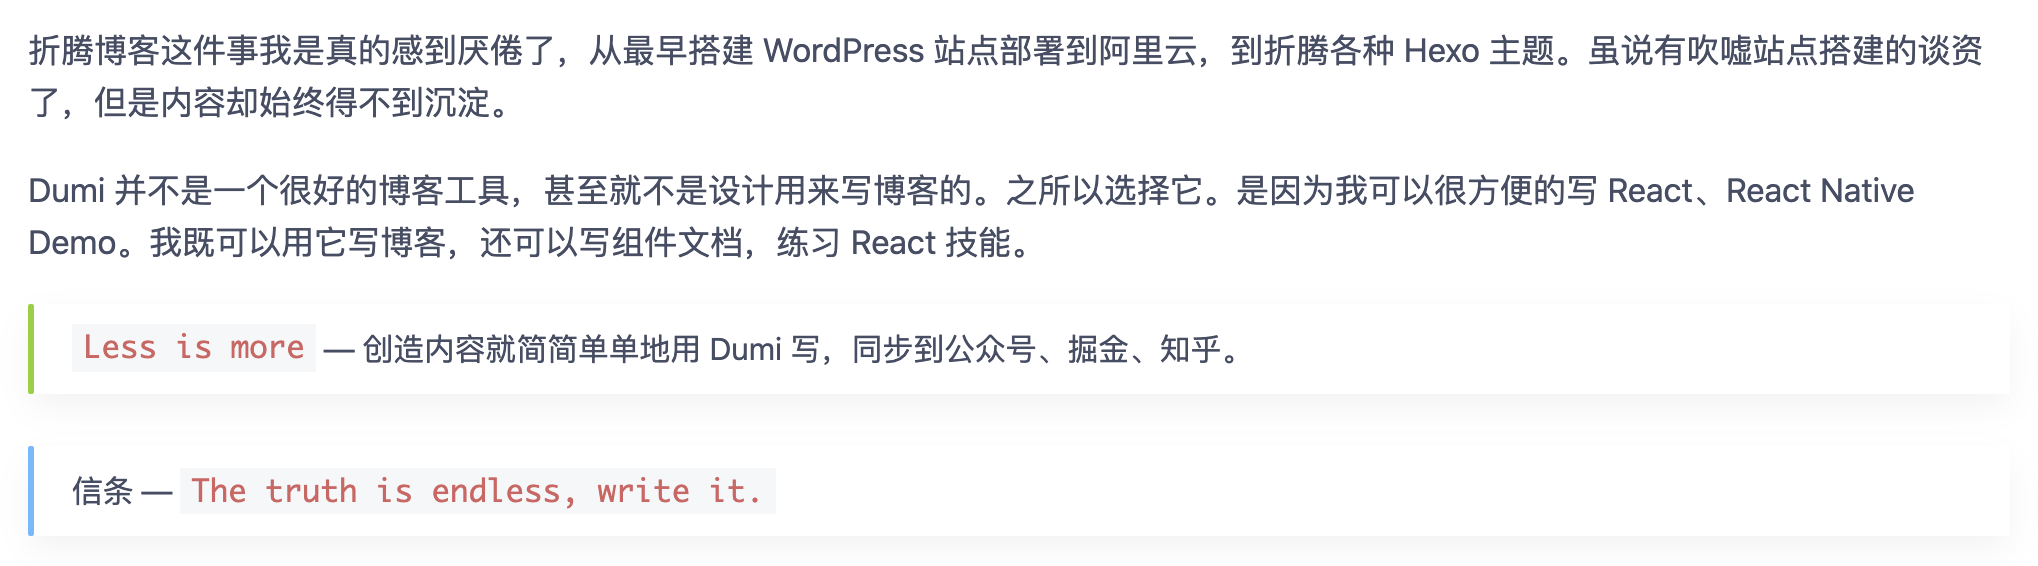 折腾博客这件事我是真的感到厌倦了，从最早搭建 WordPress 站点部署到阿里云，到折腾各种 Hexo 主题。虽说有吹嘘站点搭建的谈资
了，但是内容却始终得不到沉淀。
Dumi 并不是一个很好的博客工具，甚至就不是设计用来写博客的。之所以选择它。是因为我可以很方便的写 React、React Native
Demo。我既可以用它写博客，还可以写组件文档，练习 React 技能。
Less is more — 创造内容就简简单单地用 Dumi 写，同步到公众号、掘金、知乎。
信条 — The truth is endless, write it.